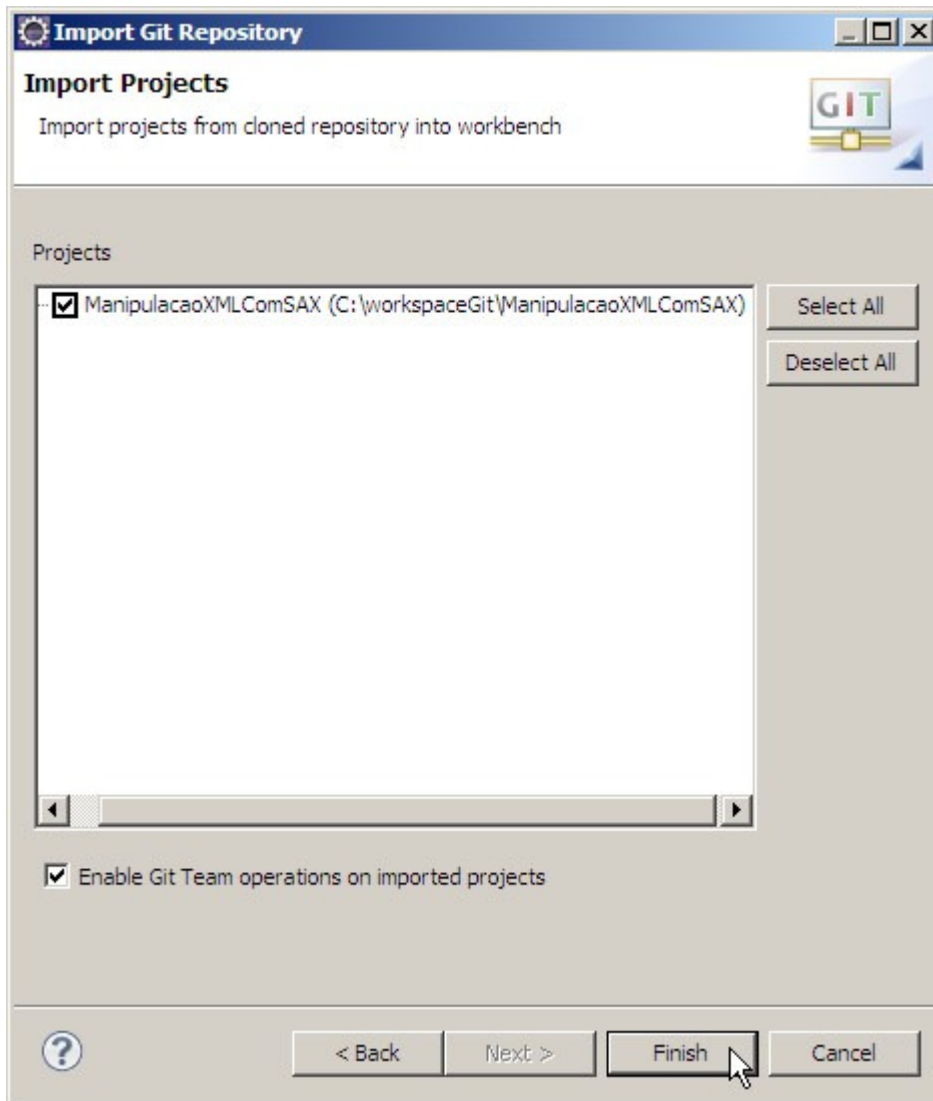 Import Git Repository
Import Projects
Import projects from cloned repository into workbench
GIT
Projects
ManipulacaoXMLComSAX (C:\workspaceGit\ManipulacaoXMLComSAX)
Select All
Deselect All
Enable Git Team operations on imported projects
?
< Back
Next >
Finish
Cancel